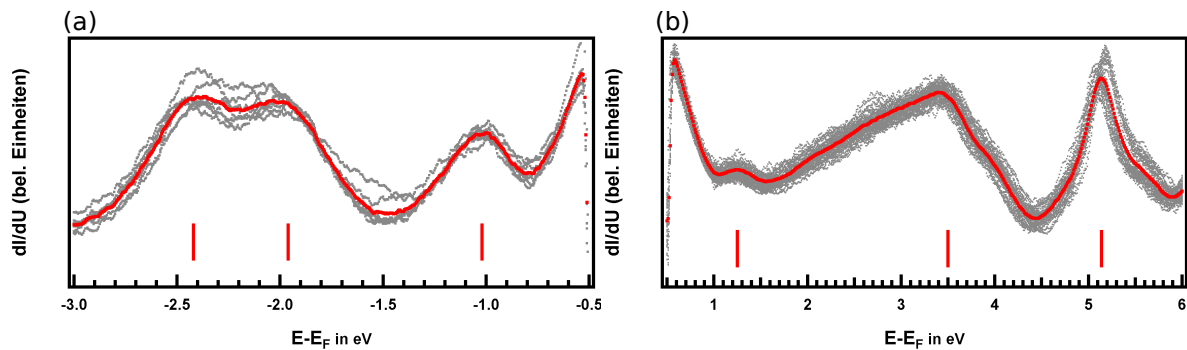 (a)
dI/dU (bel. Einheiten)
-3.0 -2.5 -2.0 -1.5 -1.0 -0.5
E-EF in eV
(b)
dI/dU (bel. Einheiten)
1 2 3 4 5 6
E-EF in eV